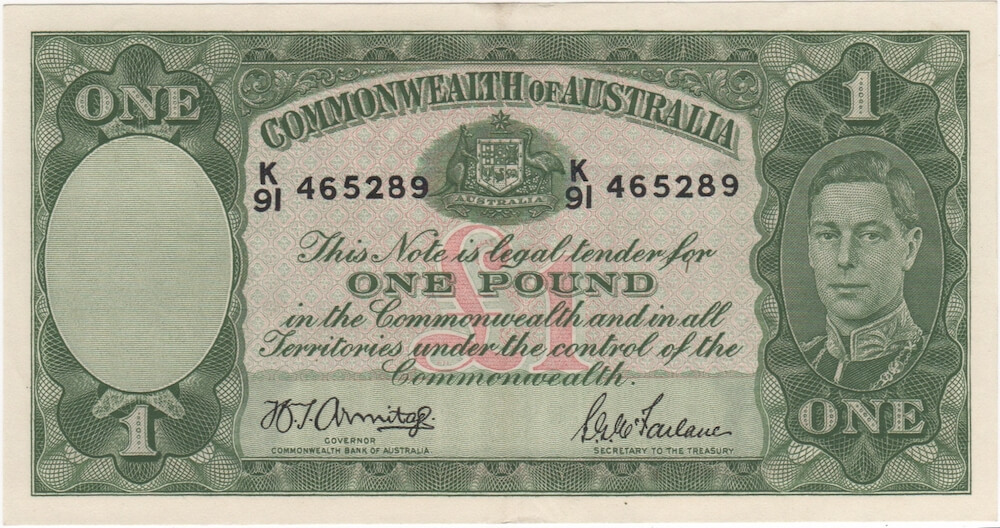 ONE
COMMONWEALTH OF AUSTRALIA
1
K
91 465289
K
91 465289
AUSTRALIA
£1
This Note is legal tender for
ONE POUND
in the Commonwealth and in all
Territories under the control of the
Commonwealth.
1
H.T. Armitage.
GOVERNOR
COMMONWEALTH BANK OF AUSTRALIA
S.G. McFarlane
SECRETARY TO THE TREASURY
ONE